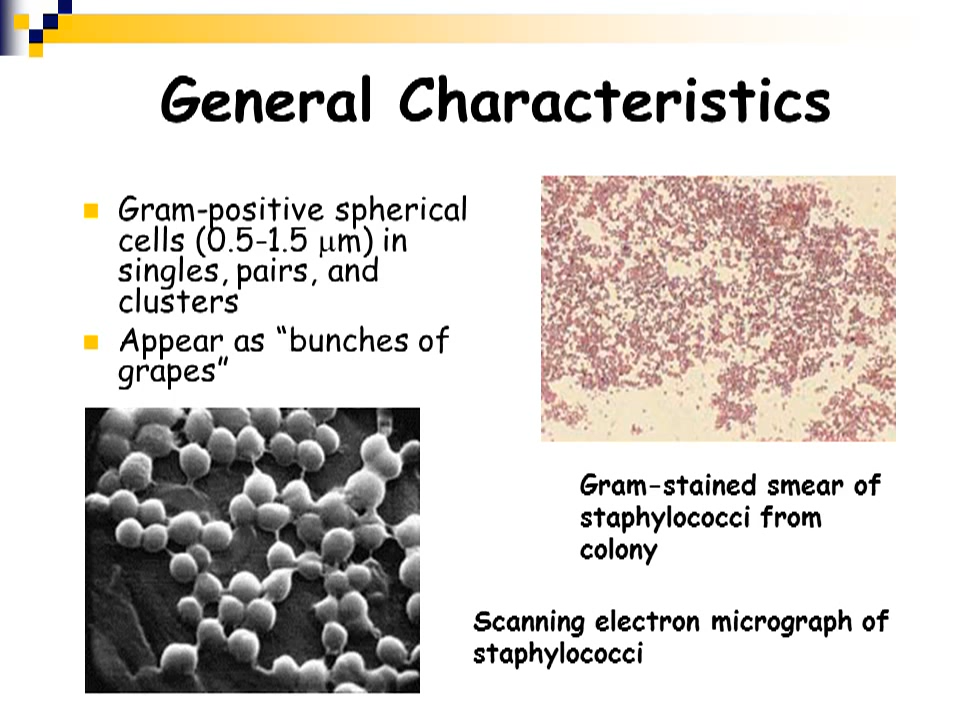 General Characteristics
Gram-positive spherical
cells (0.5-1.5 μm) in
singles, pairs, and
clusters
Appear as “bunches of
grapes”
Gram-stained smear of
staphylococci from
colony
Scanning electron micrograph of
staphylococci